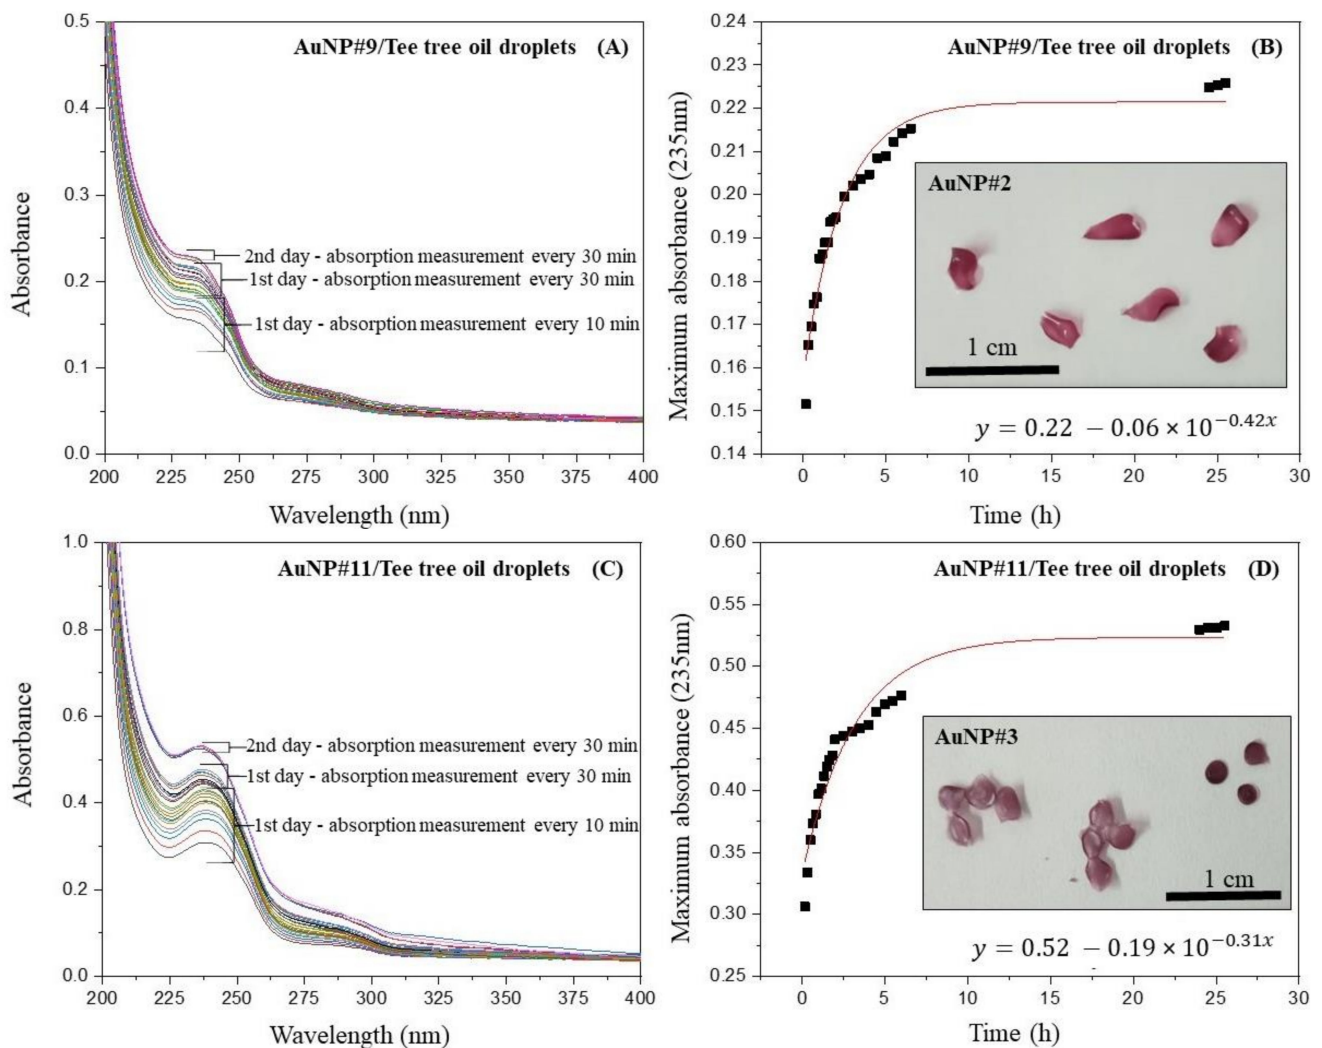 AuNP#9/Tee tree oil droplets (A)
0.5
0.4
0.3
0.2
0.1
0.0
Absorbance
2nd day - absorption measurement every 30 min
1st day - absorption measurement every 30 min
1st day - absorption measurement every 10 min
200 225 250 275 300 325 350 375 400
Wavelength (nm)
AuNP#9/Tee tree oil droplets (B)
0.24
0.23
0.22
0.21
0.20
0.19
0.18
0.17
0.16
0.15
0.14
Maximum absorbance (235nm)
AuNP#2
1 cm
y = 0.22 − 0.06 × 10^−0.42x
0 5 10 15 20 25 30
Time (h)
AuNP#11/Tee tree oil droplets (C)
1.0
0.8
0.6
0.4
0.2
0.0
Absorbance
2nd day - absorption measurement every 30 min
1st day - absorption measurement every 30 min
1st day - absorption measurement every 10 min
200 225 250 275 300 325 350 375 400
Wavelength (nm)
AuNP#11/Tee tree oil droplets (D)
0.60
0.55
0.50
0.45
0.40
0.35
0.30
0.25
Maximum absorbance (235nm)
AuNP#3
1 cm
y = 0.52 − 0.19 × 10^−0.31x
0 5 10 15 20 25 30
Time (h)